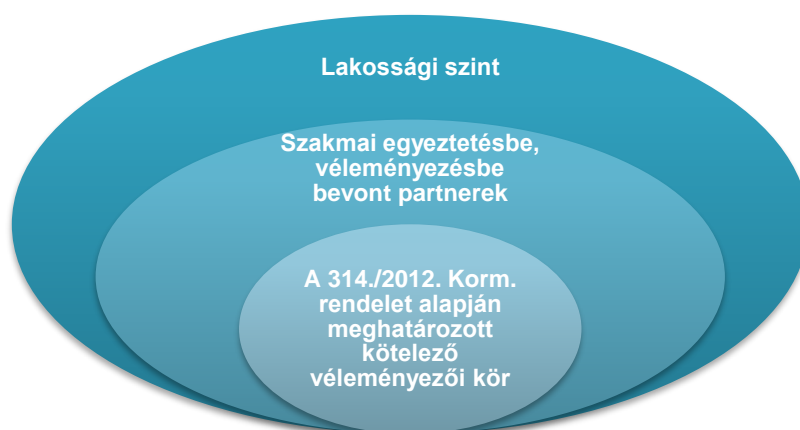 Lakossági szint
Szakmai egyeztetésbe,
véleményezésbe
bevont partnerek
A 314./2012. Korm.
rendelet alapján
meghatározott
kötelező
véleményezői kör